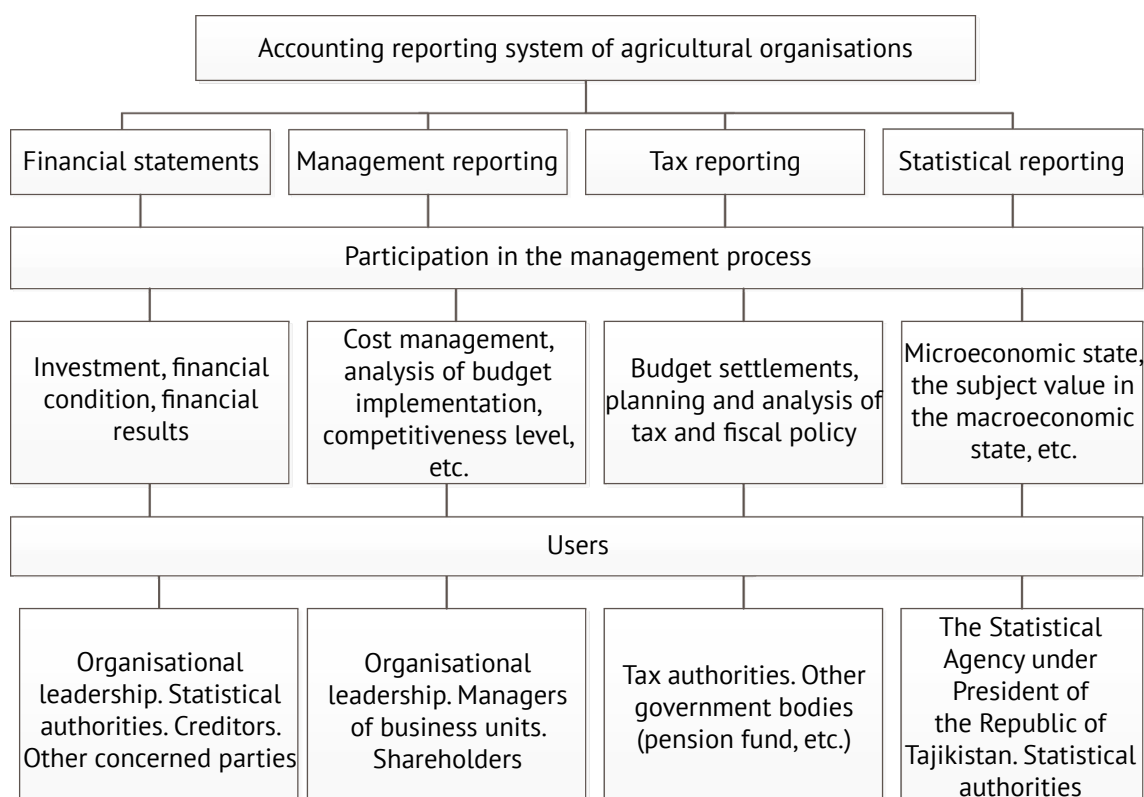 Accounting reporting system of agricultural organisations
Financial statements
Management reporting
Tax reporting
Statistical reporting
Participation in the management process
Investment, financial
condition, financial
results
Cost management,
analysis of budget
implementation,
competitiveness level,
etc.
Budget settlements,
planning and analysis of
tax and fiscal policy
Microeconomic state,
the subject value in
the macroeconomic
state, etc.
Users
Organisational
leadership. Statistical
authorities. Creditors.
Other concerned parties
Organisational
leadership. Managers
of business units.
Shareholders
Tax authorities. Other
government bodies
(pension fund, etc.)
The Statistical
Agency under
President of
the Republic of
Tajikistan. Statistical
authorities